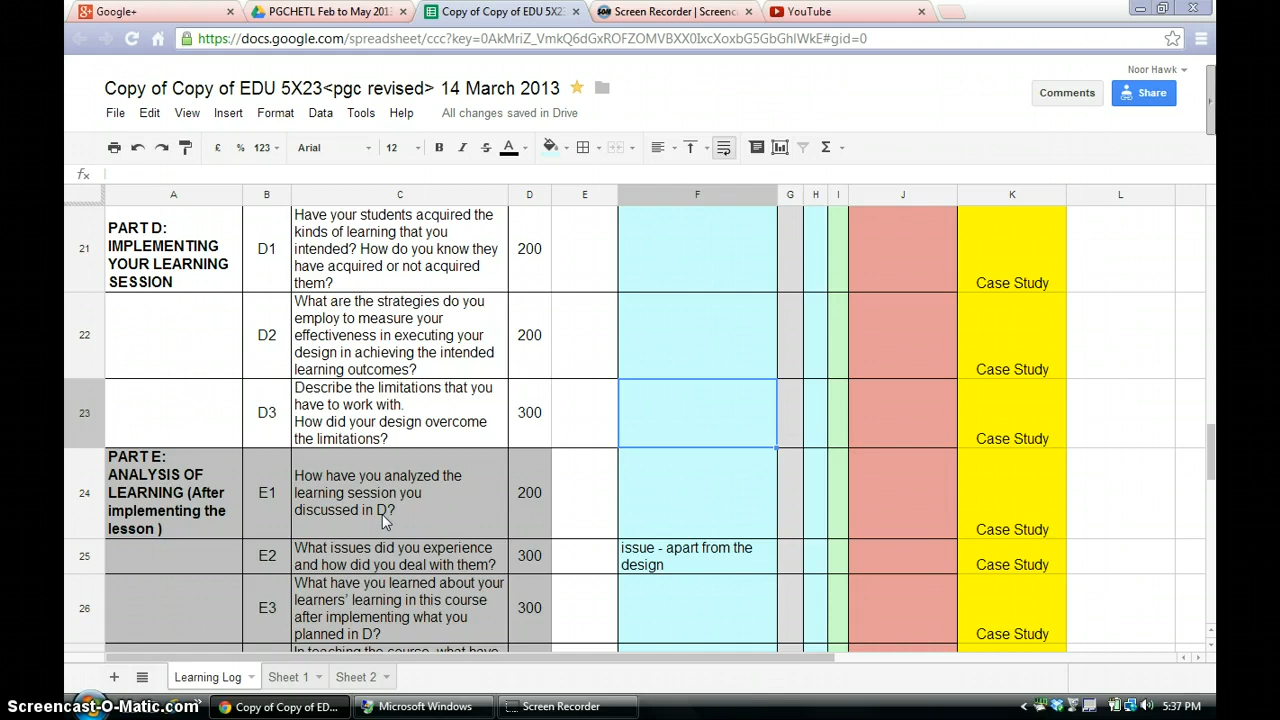 Google+
PGCHETL Feb to May 2013
Copy of Copy of EDU 5X23
Screen Recorder | Screenc
YouTube
https://docs.google.com/spreadsheet/ccc?key=0AkMriZ_VmkQ6dGxROFZOMVBXX0IxcXoxbG5GbGhIWkE#gid=0
Noor Hawk
Copy of Copy of EDU 5X23<pgc revised> 14 March 2013
Comments
Share
File Edit View Insert Format Data Tools Help All changes saved in Drive
£ % 123 Arial 12 B I S A Σ
fx
A B C D E F G H I J K L
21
PART D:
IMPLEMENTING
YOUR LEARNING
SESSION
D1
Have your students acquired the
kinds of learning that you
intended? How do you know they
have acquired or not acquired
them?
200
Case Study
22
D2
What are the strategies do you
employ to measure your
effectiveness in executing your
design in achieving the intended
learning outcomes?
200
Case Study
23
D3
Describe the limitations that you
have to work with.
How did your design overcome
the limitations?
300
Case Study
24
PART E:
ANALYSIS OF
LEARNING (After
implementing the
lesson )
E1
How have you analyzed the
learning session you
discussed in D?
200
Case Study
25
E2
What issues did you experience
and how did you deal with them?
300
issue - apart from the
design
Case Study
26
E3
What have you learned about your
learners' learning in this course
after implementing what you
planned in D?
300
Case Study
In teaching the course, what have
Learning Log Sheet 1 Sheet 2
Screencast-O-Matic.com
Copy of Copy of ED...
Microsoft Windows
Screen Recorder
5:37 PM